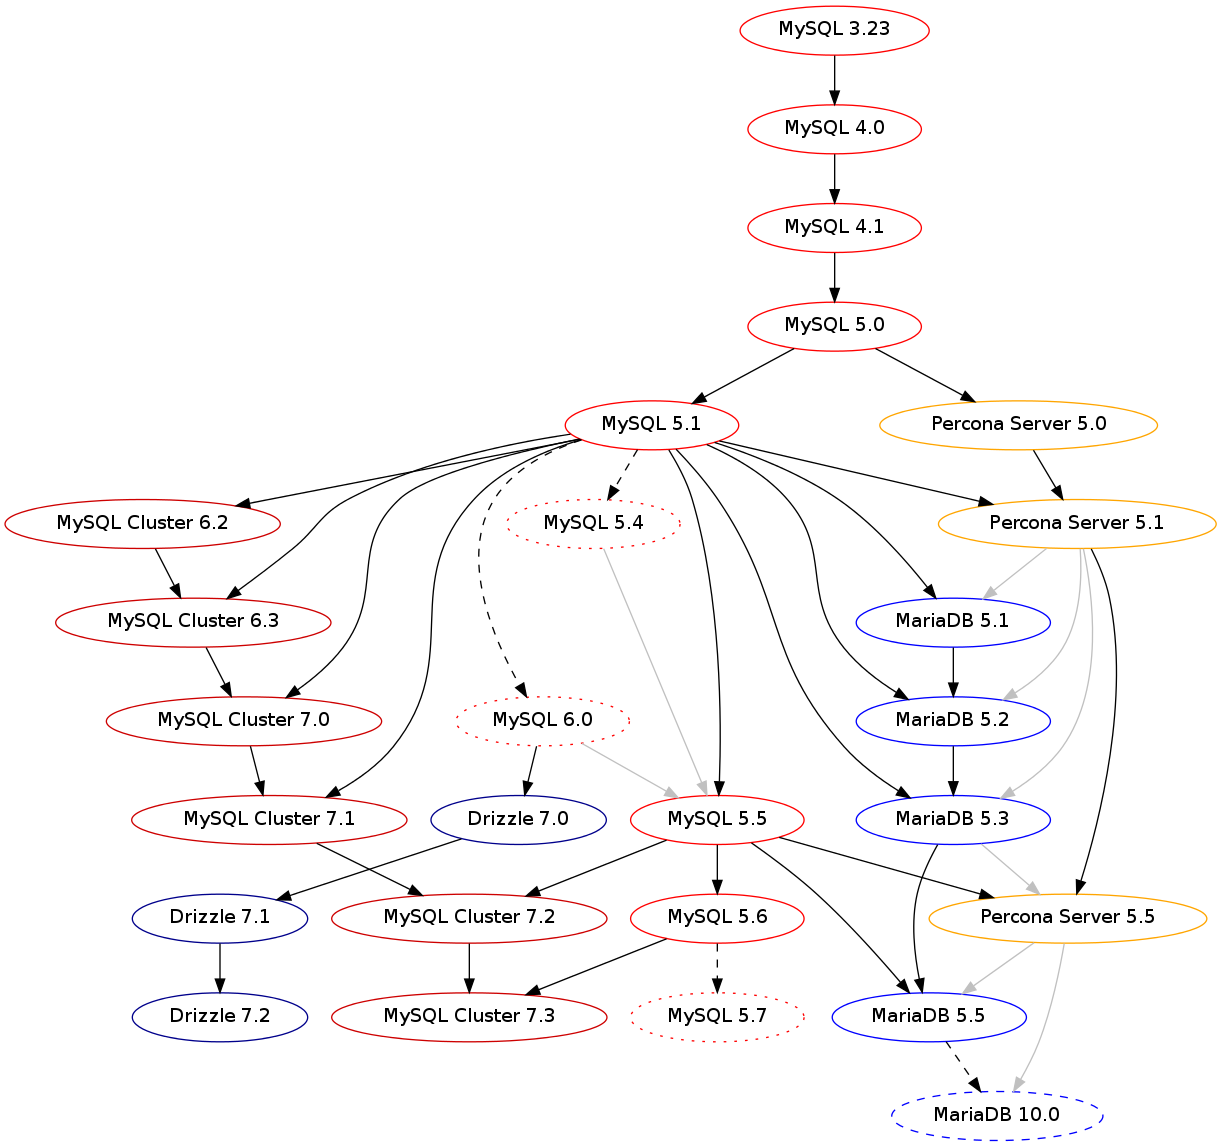 MySQL 3.23
MySQL 4.0
MySQL 4.1
MySQL 5.0
MySQL 5.1
Percona Server 5.0
MySQL Cluster 6.2
MySQL 5.4
Percona Server 5.1
MySQL Cluster 6.3
MariaDB 5.1
MySQL Cluster 7.0
MySQL 6.0
MariaDB 5.2
MySQL Cluster 7.1
Drizzle 7.0
MySQL 5.5
MariaDB 5.3
Drizzle 7.1
MySQL Cluster 7.2
MySQL 5.6
Percona Server 5.5
Drizzle 7.2
MySQL Cluster 7.3
MySQL 5.7
MariaDB 5.5
MariaDB 10.0